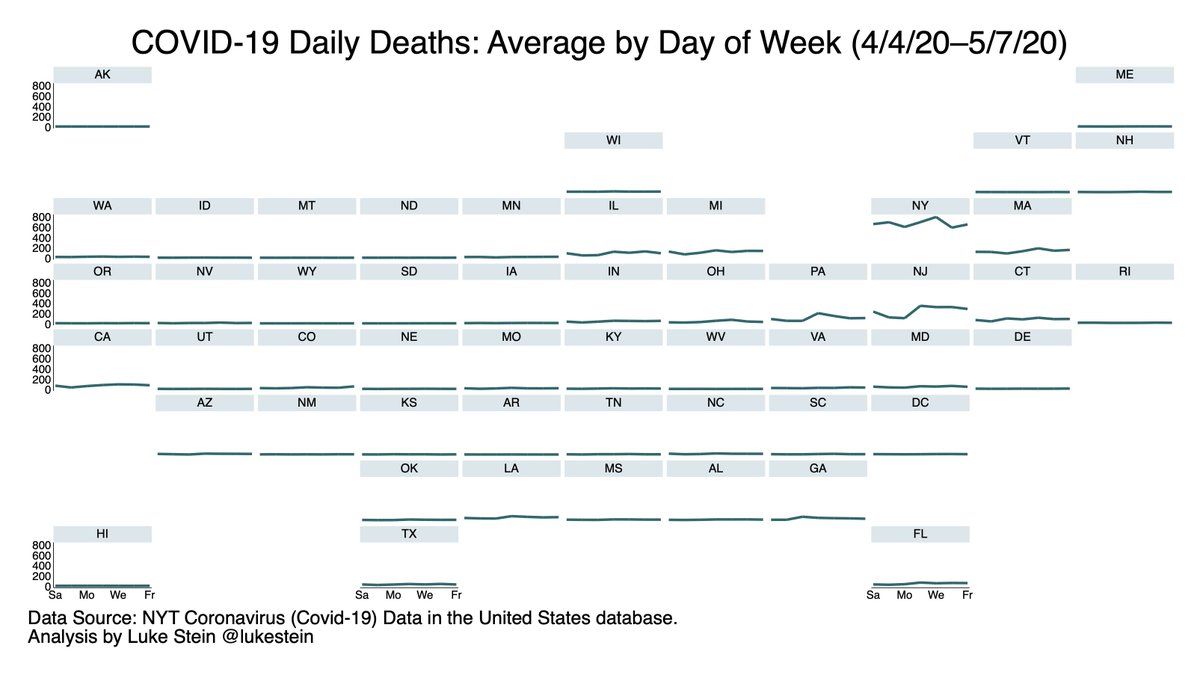 COVID-19 Daily Deaths: Average by Day of Week (4/4/20–5/7/20)
AK ME
800
600
400
200
0
WI VT NH
WA ID MT ND MN IL MI NY MA
800
600
400
200
0
OR NV WY SD IA IN OH PA NJ CT RI
800
600
400
200
0
CA UT CO NE MO KY WV VA MD DE
800
600
400
200
0
AZ NM KS AR TN NC SC DC
OK LA MS AL GA
HI TX FL
800
600
400
200
0
Sa Mo We Fr Sa Mo We Fr Sa Mo We Fr
Data Source: NYT Coronavirus (Covid-19) Data in the United States database.
Analysis by Luke Stein @lukestein